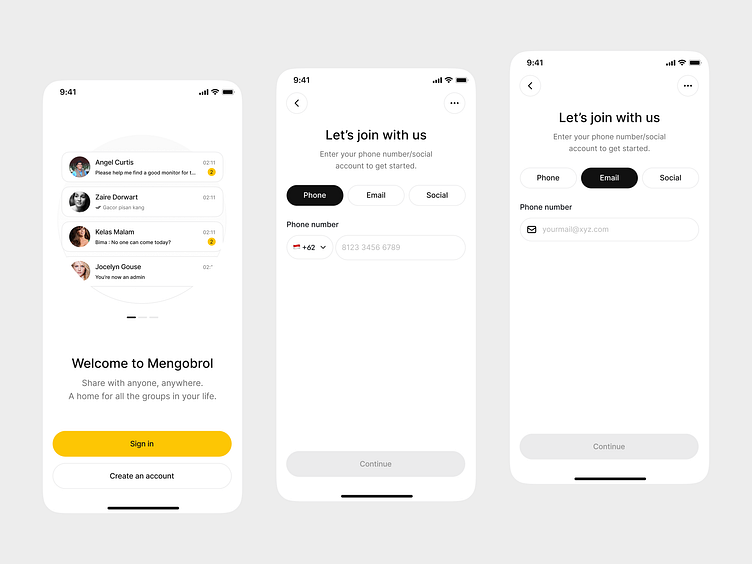 9:41
Angel Curtis
02:11
Please help me find a good monitor for t...
2
Zaire Dorwart
02:11
Gacor pisan kang
Kelas Malam
02:11
Bima : No one can come today?
2
Jocelyn Gouse
You're now an admin
Welcome to Mengobrol
Share with anyone, anywhere.
A home for all the groups in your life.
Sign in
Create an account
9:41
Let's join with us
Enter your phone number/social
account to get started.
Phone
Email
Social
Phone number
+62
8123 3456 6789
Continue
9:41
Let's join with us
Enter your phone number/social
account to get started.
Phone
Email
Social
Phone number
yourmail@xyz.com
Continue